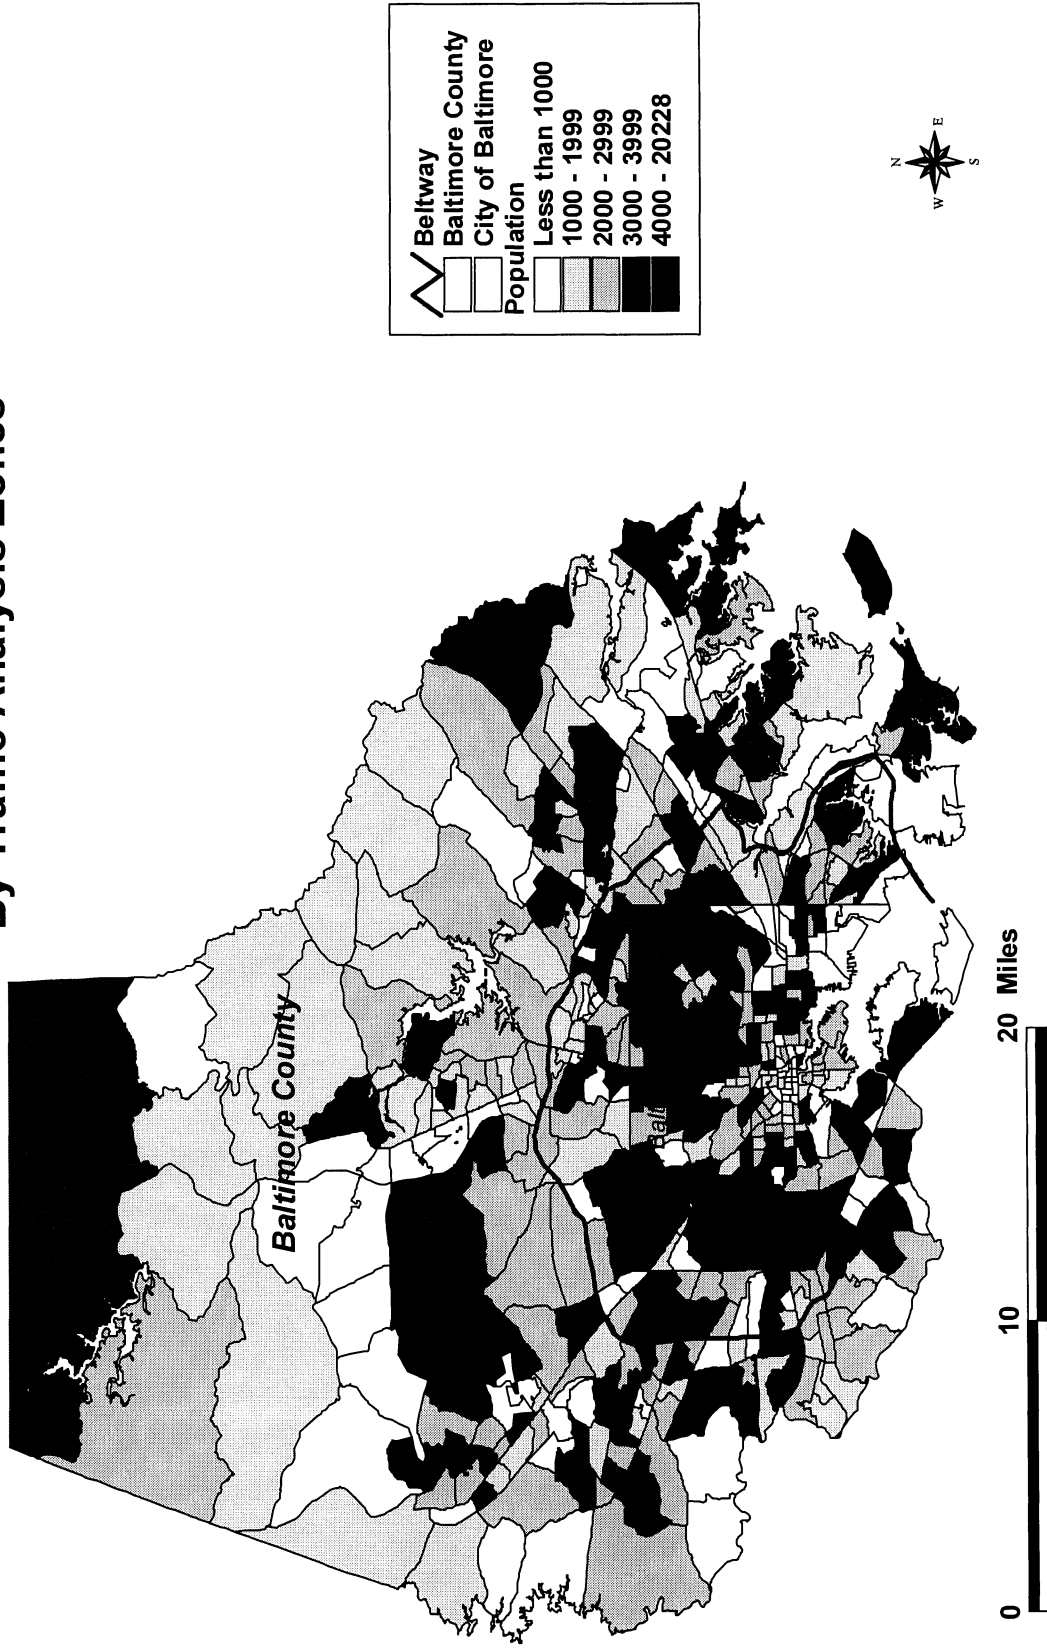 By Traffic Analysis Zones
Beltway
Baltimore County
City of Baltimore
Population
Less than 1000
1000 - 1999
2000 - 2999
3000 - 3999
4000 - 20228
N
E
S
W
Baltimore County
0
10
20 Miles